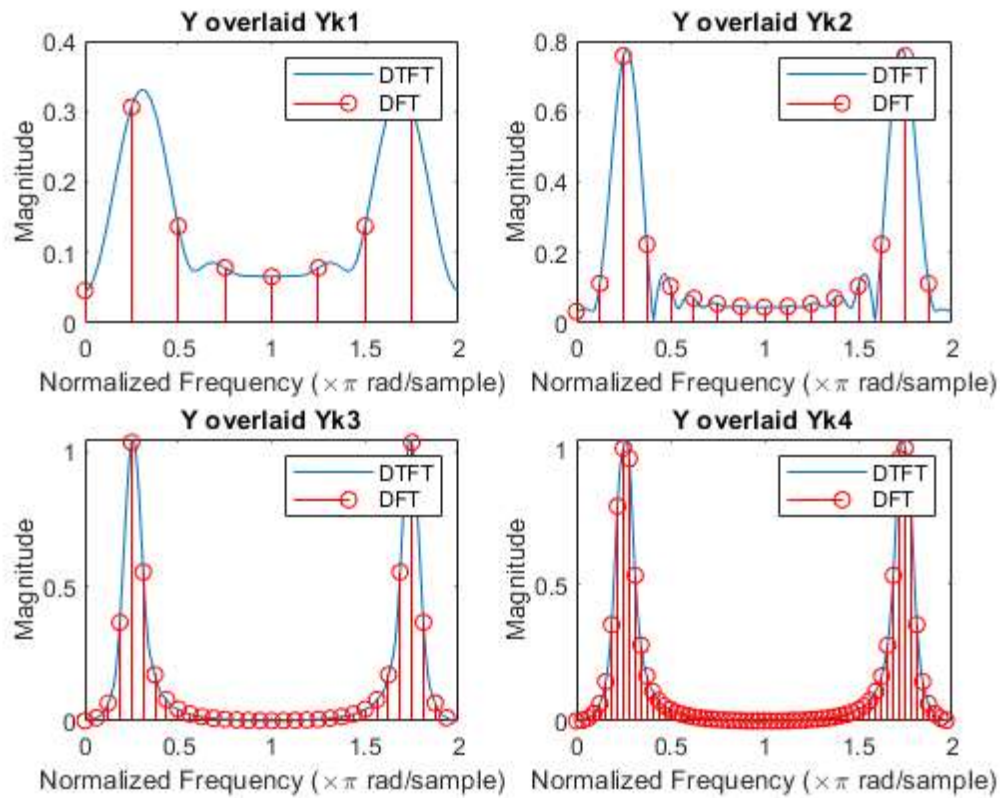 Y overlaid Yk1
DTFT
DFT
Magnitude
0.4
0.3
0.2
0.1
0
0 0.5 1 1.5 2
Normalized Frequency (×π rad/sample)
Y overlaid Yk2
DTFT
DFT
Magnitude
0.8
0.6
0.4
0.2
0
0 0.5 1 1.5 2
Normalized Frequency (×π rad/sample)
Y overlaid Yk3
DTFT
DFT
Magnitude
1
0.5
0
0 0.5 1 1.5 2
Normalized Frequency (×π rad/sample)
Y overlaid Yk4
DTFT
DFT
Magnitude
1
0.5
0
0 0.5 1 1.5 2
Normalized Frequency (×π rad/sample)